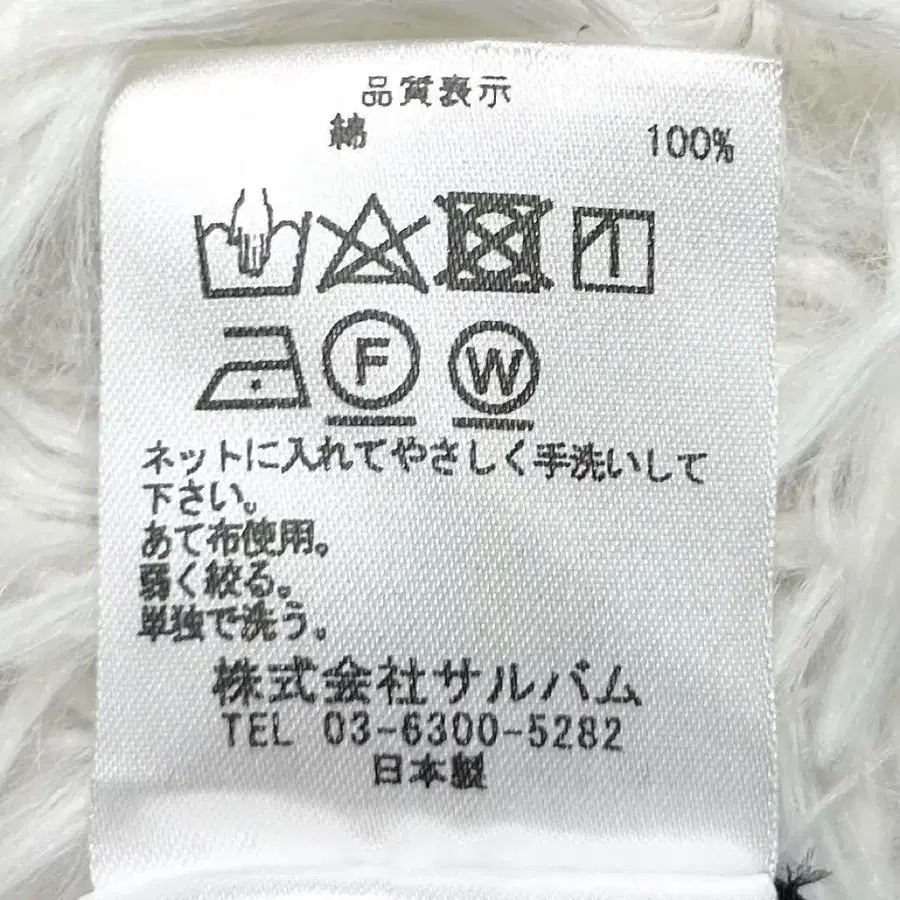 品質表示
綿 100%
F W
ネットに入れてやさしく手洗いして
下さい。
あて布使用。
弱く絞る。
単独で洗う。
株式会社サルバム
TEL 03-6300-5282
日本製